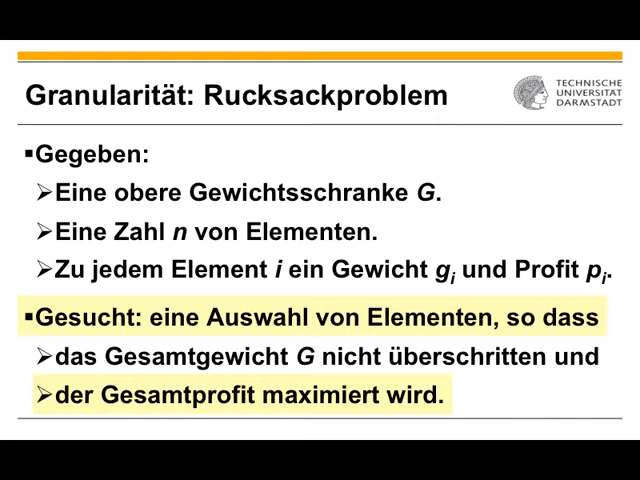 Granularität: Rucksackproblem
TECHNISCHE
UNIVERSITÄT
DARMSTADT
▪Gegeben:
➢Eine obere Gewichtsschranke G.
➢Eine Zahl n von Elementen.
➢Zu jedem Element i ein Gewicht gi und Profit pi.
▪Gesucht: eine Auswahl von Elementen, so dass
➢das Gesamtgewicht G nicht überschritten und
➢der Gesamtprofit maximiert wird.